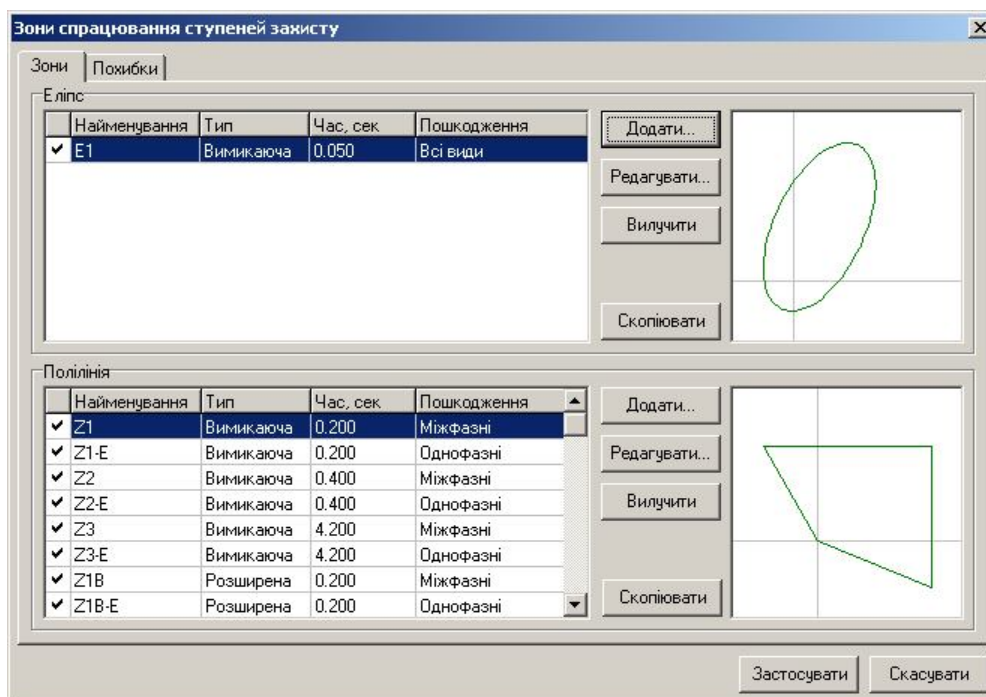 Зони спрацювання ступеней захисту
Зони Похибки
Еліпс
Найменування Тип Час, сек Пошкодження
E1 Вимикаюча 0.050 Всі види
Додати...
Редагувати...
Вилучити
Скопіювати
Полілінія
Найменування Тип Час, сек Пошкодження
Z1 Вимикаюча 0.200 Міжфазні
Z1-E Вимикаюча 0.200 Однофазні
Z2 Вимикаюча 0.400 Міжфазні
Z2-E Вимикаюча 0.400 Однофазні
Z3 Вимикаюча 4.200 Міжфазні
Z3-E Вимикаюча 4.200 Однофазні
Z1B Розширена 0.200 Міжфазні
Z1B-E Розширена 0.200 Однофазні
Додати...
Редагувати...
Вилучити
Скопіювати
Застосувати Скасувати